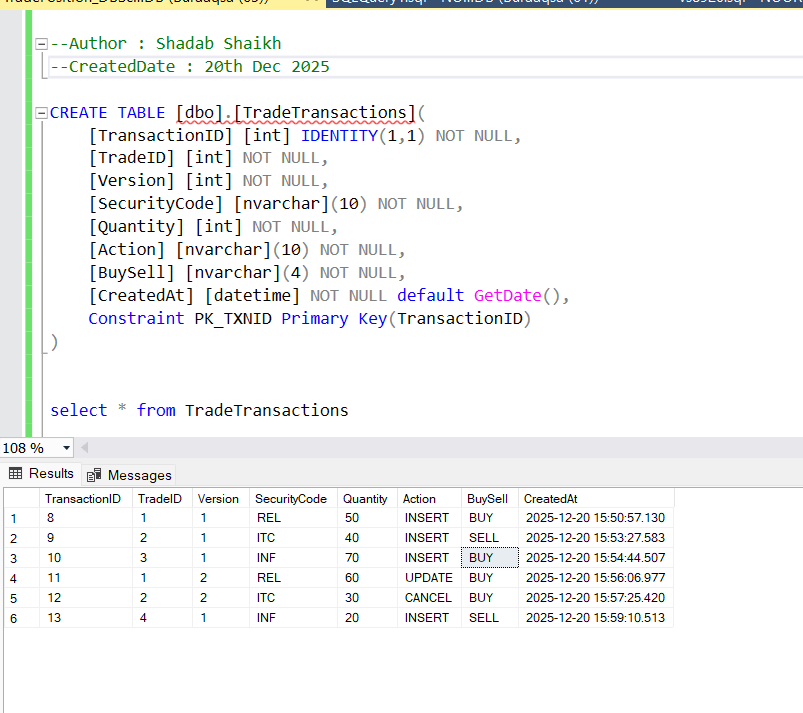 --Author : Shadab Shaikh
--CreatedDate : 20th Dec 2025
CREATE TABLE [dbo].[TradeTransactions](
[TransactionID] [int] IDENTITY(1,1) NOT NULL,
[TradeID] [int] NOT NULL,
[Version] [int] NOT NULL,
[SecurityCode] [nvarchar](10) NOT NULL,
[Quantity] [int] NOT NULL,
[Action] [nvarchar](10) NOT NULL,
[BuySell] [nvarchar](4) NOT NULL,
[CreatedAt] [datetime] NOT NULL default GetDate(),
Constraint PK_TXNID Primary Key(TransactionID)
)
select * from TradeTransactions
108 %
Results Messages
TransactionID TradeID Version SecurityCode Quantity Action BuySell CreatedAt
1 8 1 1 REL 50 INSERT BUY 2025-12-20 15:50:57.130
2 9 2 1 ITC 40 INSERT SELL 2025-12-20 15:53:27.583
3 10 3 1 INF 70 INSERT BUY 2025-12-20 15:54:44.507
4 11 1 2 REL 60 UPDATE BUY 2025-12-20 15:56:06.977
5 12 2 2 ITC 30 CANCEL BUY 2025-12-20 15:57:25.420
6 13 4 1 INF 20 INSERT SELL 2025-12-20 15:59:10.513